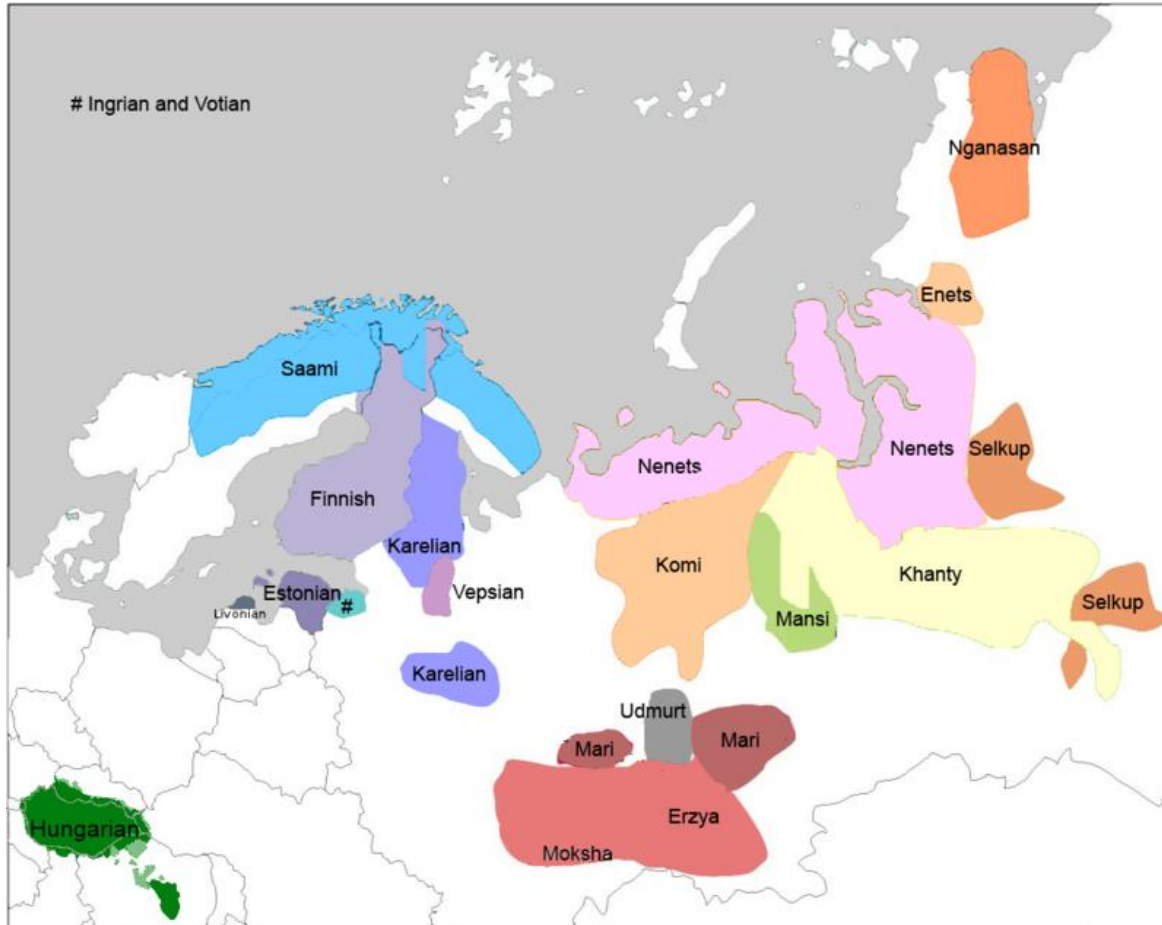 # Ingrian and Votian
Nganasan
Enets
Saami
Nenets
Nenets
Selkup
Finnish
Karelian
Komi
Khanty
Estonian
Vepsian
Livonian
#
Mansi
Selkup
Karelian
Udmurt
Mari
Mari
Hungarian
Erzya
Moksha